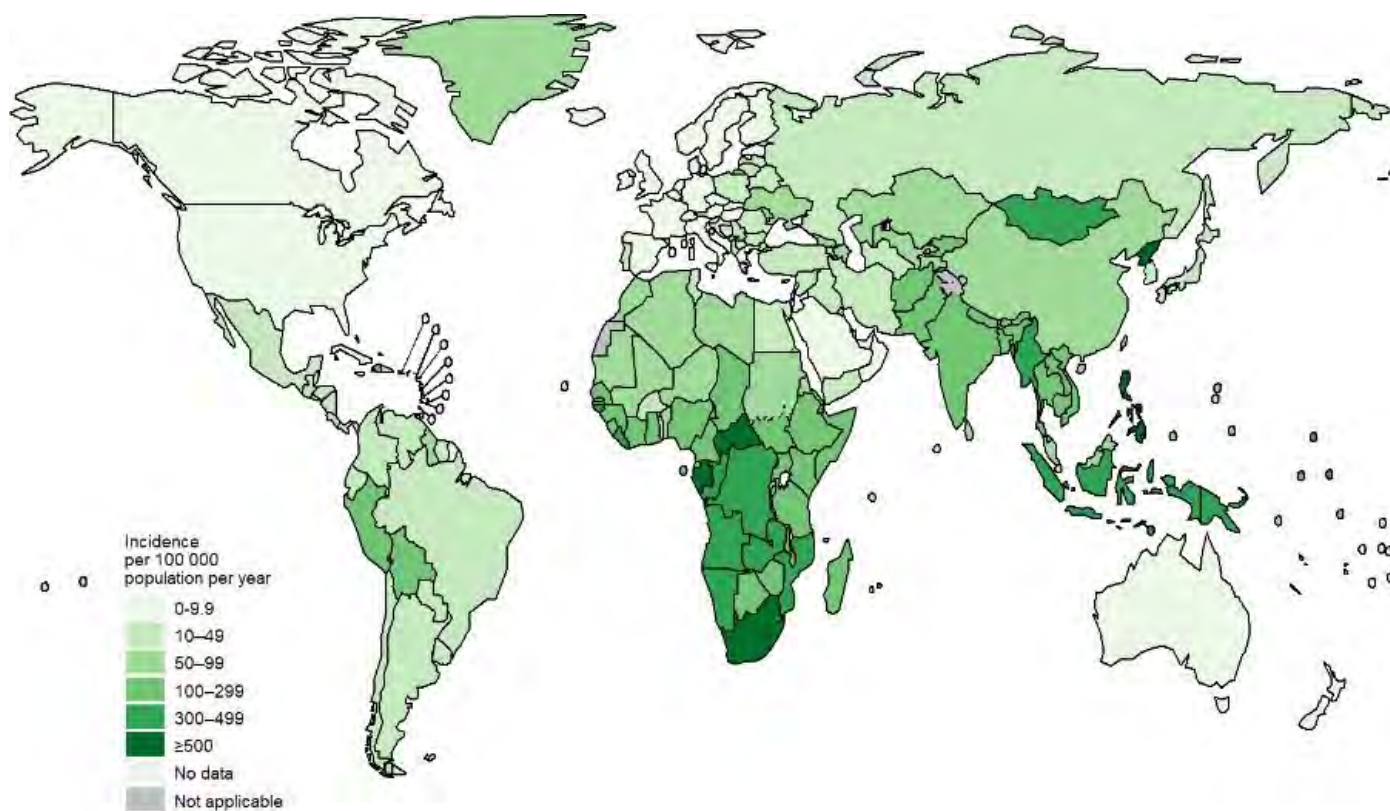 Incidence
per 100 000
population per year
0-9.9
10–49
50–99
100–299
300–499
≥500
No data
Not applicable